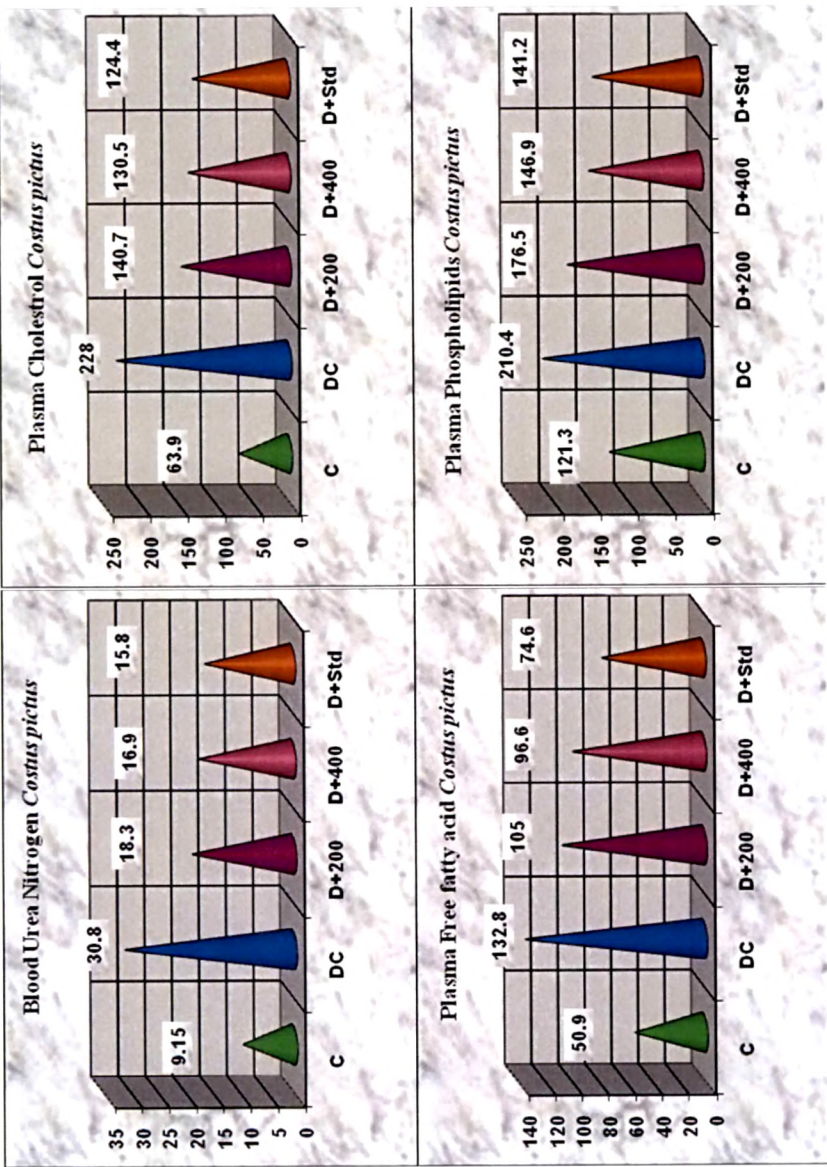 Blood Urea Nitrogen Costus pictus
35
30
25
20
15
10
5
0
9.15
30.8
18.3
16.9
15.8
C
DC
D+200
D+400
D+Std
Plasma Cholestrol Costus pictus
250
200
150
100
50
0
63.9
228
140.7
130.5
124.4
C
DC
D+200
D+400
D+Std
Plasma Free fatty acid Costus pictus
140
120
100
80
60
40
20
0
50.9
132.8
105
96.6
74.6
C
DC
D+200
D+400
D+Std
Plasma Phospholipids Costus pictus
250
200
150
100
50
0
121.3
210.4
176.5
146.9
141.2
C
DC
D+200
D+400
D+Std